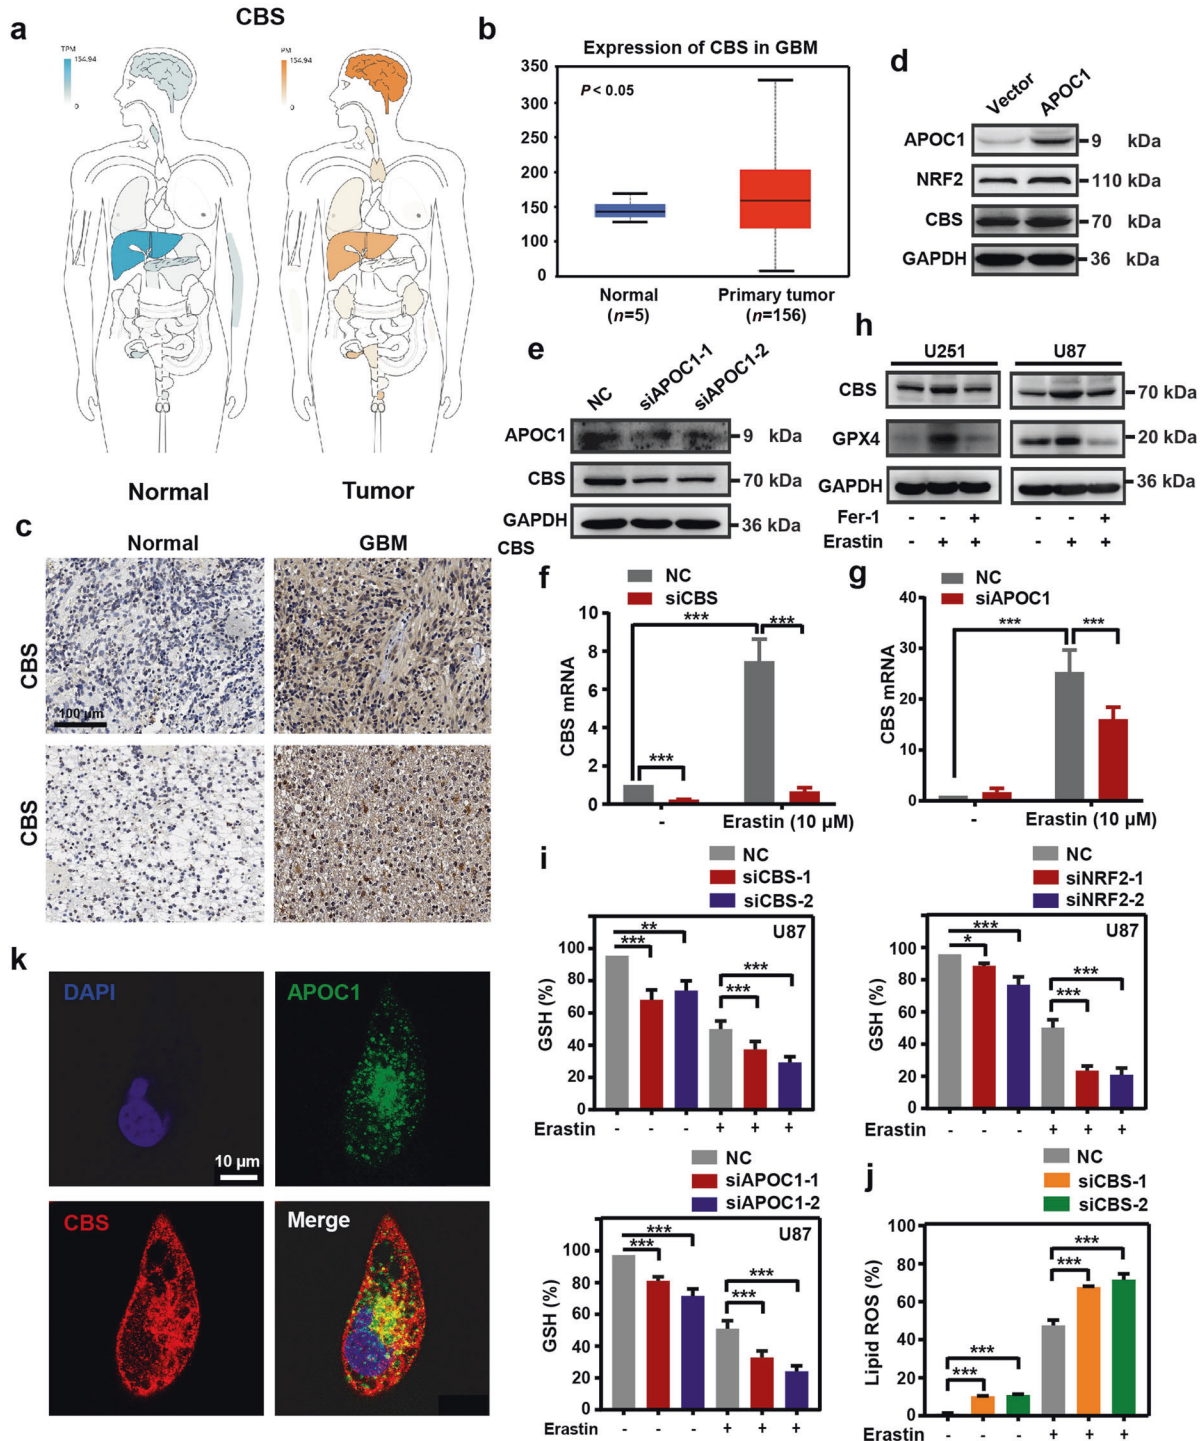 a
CBS
TPM
154.94
0
PM
154.94
0
Normal
Tumor
b
Expression of CBS in GBM
P < 0.05
350
300
250
200
150
100
50
0
Normal
(n=5)
Primary tumor
(n=156)
c
Normal
GBM
CBS
100 µm
CBS
d
Vector
APOC1
APOC1
9 kDa
NRF2
110 kDa
CBS
70 kDa
GAPDH
36 kDa
e
NC
siAPOC1-1
siAPOC1-2
APOC1
9 kDa
CBS
70 kDa
GAPDH
36 kDa
CBS
h
U251
U87
CBS
70 kDa
GPX4
20 kDa
GAPDH
36 kDa
Fer-1 - - + - - +
Erastin - + + - + +
f
NC
siCBS
CBS mRNA
10
8
6
4
2
0
***
***
***
-
Erastin (10 µM)
g
NC
siAPOC1
CBS mRNA
40
30
20
10
0
***
***
-
Erastin (10 µM)
i
NC
siCBS-1
siCBS-2
U87
GSH (%)
100
80
60
40
20
0
**
***
***
***
Erastin - - - + + +
NC
siNRF2-1
siNRF2-2
U87
GSH (%)
100
80
60
40
20
0
***
*
***
***
Erastin - - - + + +
NC
siAPOC1-1
siAPOC1-2
U87
GSH (%)
100
80
60
40
20
0
***
***
***
***
Erastin - - - + + +
j
NC
siCBS-1
siCBS-2
Lipid ROS (%)
80
60
40
20
0
***
***
***
***
Erastin - - - + + +
k
DAPI
10 µm
APOC1
CBS
Merge